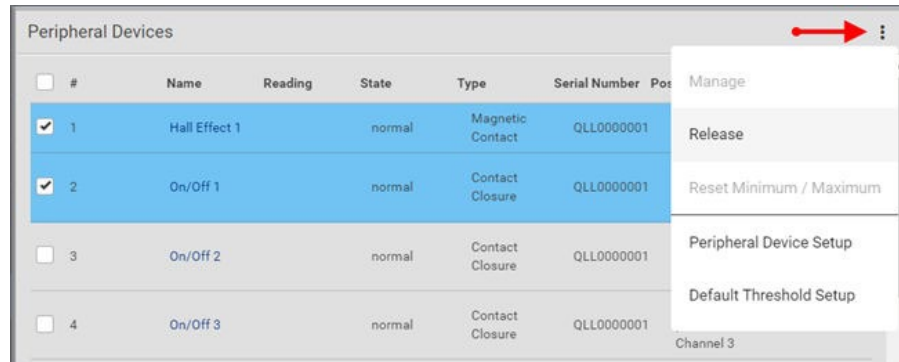 Peripheral Devices
# Name Reading State Type Serial Number Pos
1 Hall Effect 1 normal Magnetic Contact QLL0000001
2 On/Off 1 normal Contact Closure QLL0000001
3 On/Off 2 normal Contact Closure QLL0000001
4 On/Off 3 normal Contact Closure QLL0000001
Channel 3
Manage
Release
Reset Minimum / Maximum
Peripheral Device Setup
Default Threshold Setup